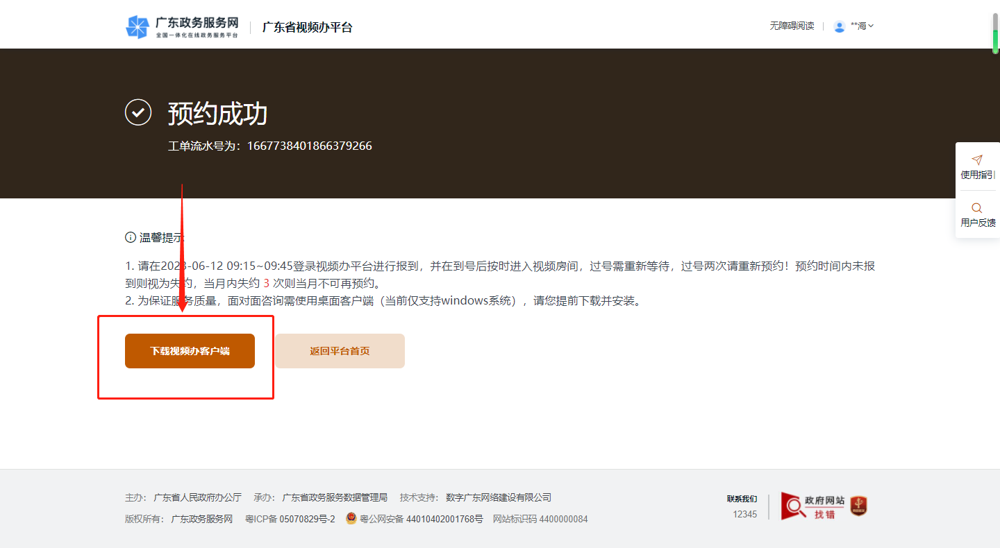 广东政务服务网
全国一体化在线政务服务平台
广东省视频办平台
无障碍阅读
**海
预约成功
工单流水号为：1667738401866379266
使用指引
用户反馈
温馨提示
1. 请在2023-06-12 09:15~09:45登录视频办平台进行报到，并在到号后按时进入视频房间，过号需重新等待，过号两次请重新预约！预约时间内未报
到则视为失约，当月内失约 3 次则当月不可再预约。
2. 为保证服务质量，面对面咨询需使用桌面客户端（当前仅支持windows系统），请您提前下载并安装。
下载视频办客户端
返回平台首页
主办： 广东省人民政府办公厅 承办： 广东省政务服务数据管理局 技术支持： 数字广东网络建设有限公司
版权所有： 广东政务服务网 粤ICP备 05070829号-2 粤公网安备 44010402001768号 网站标识码 4400000084
联系我们
12345
政府网站
找错